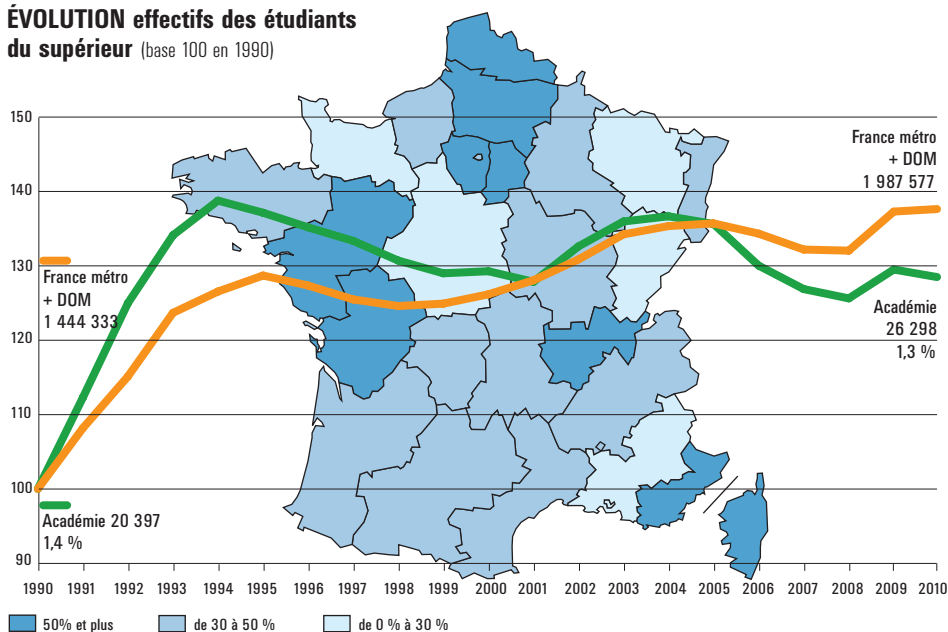 ÉVOLUTION effectifs des étudiants
du supérieur (base 100 en 1990)
150
140
130
120
110
100
90
France métro
+ DOM
1 444 333
Académie 20 397
1,4 %
France métro
+ DOM
1 987 577
Académie
26 298
1,3 %
1990 1991 1992 1993 1994 1995 1996 1997 1998 1999 2000 2001 2002 2003 2004 2005 2006 2007 2008 2009 2010
50% et plus de 30 à 50 % de 0 % à 30 %